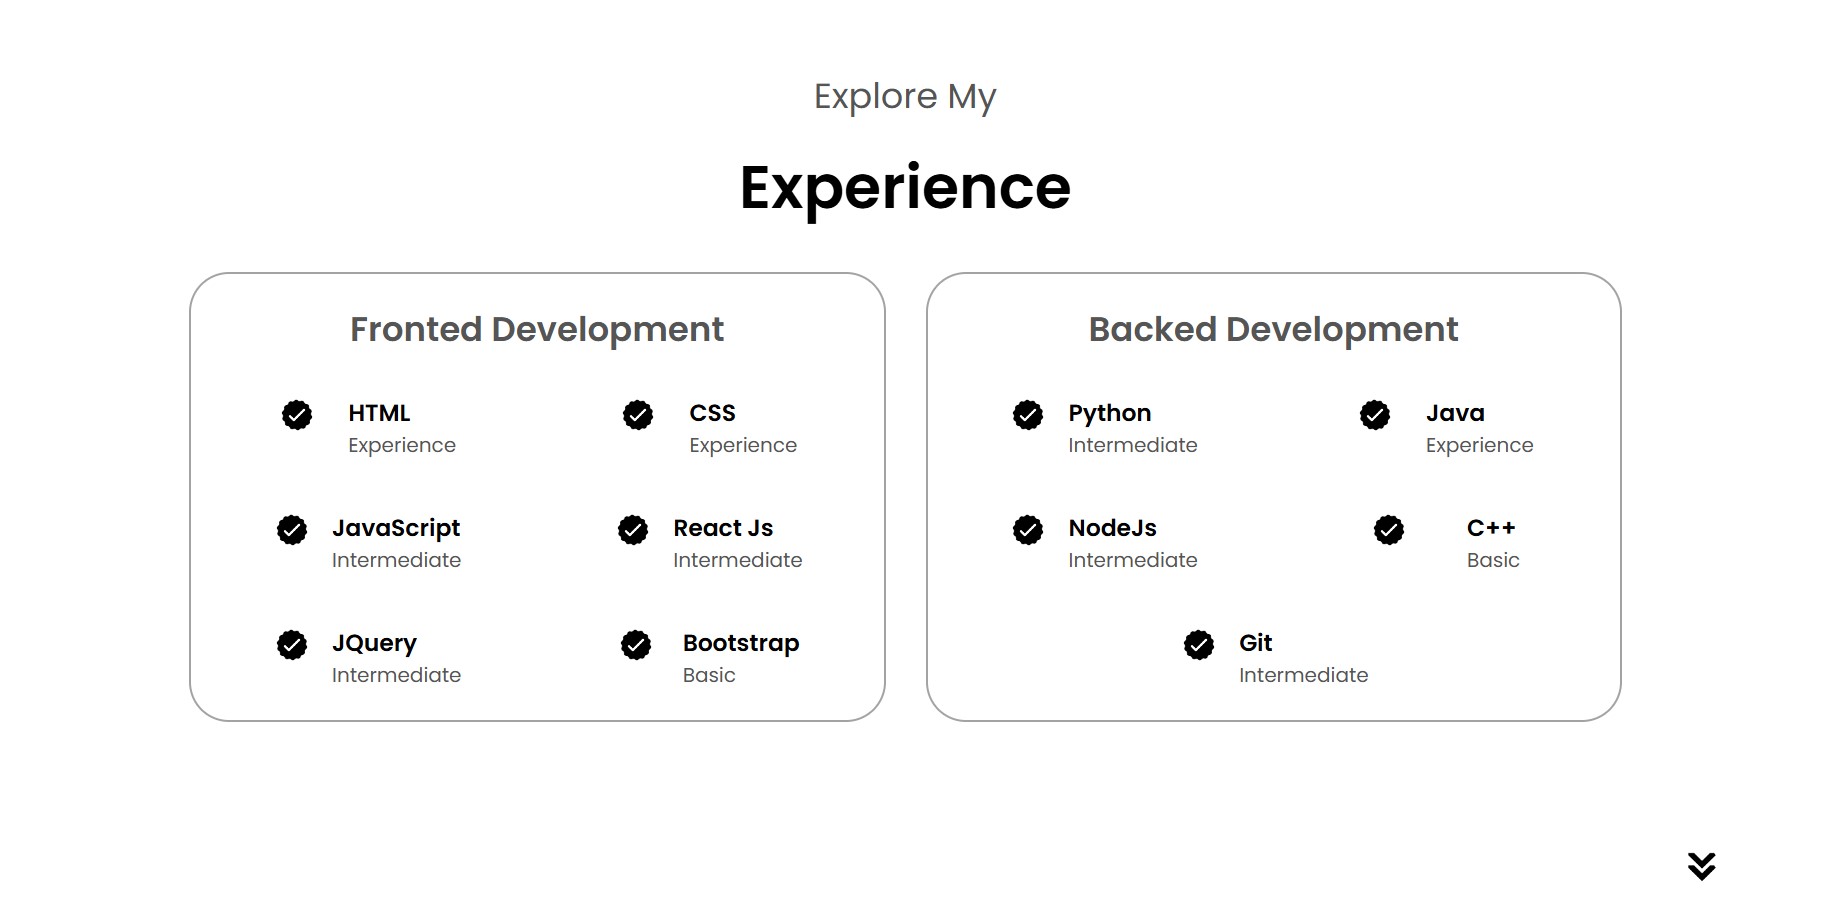 Explore My
Experience
Fronted Development
HTML
Experience
CSS
Experience
JavaScript
Intermediate
React Js
Intermediate
JQuery
Intermediate
Bootstrap
Basic
Backed Development
Python
Intermediate
Java
Experience
NodeJs
Intermediate
C++
Basic
Git
Intermediate